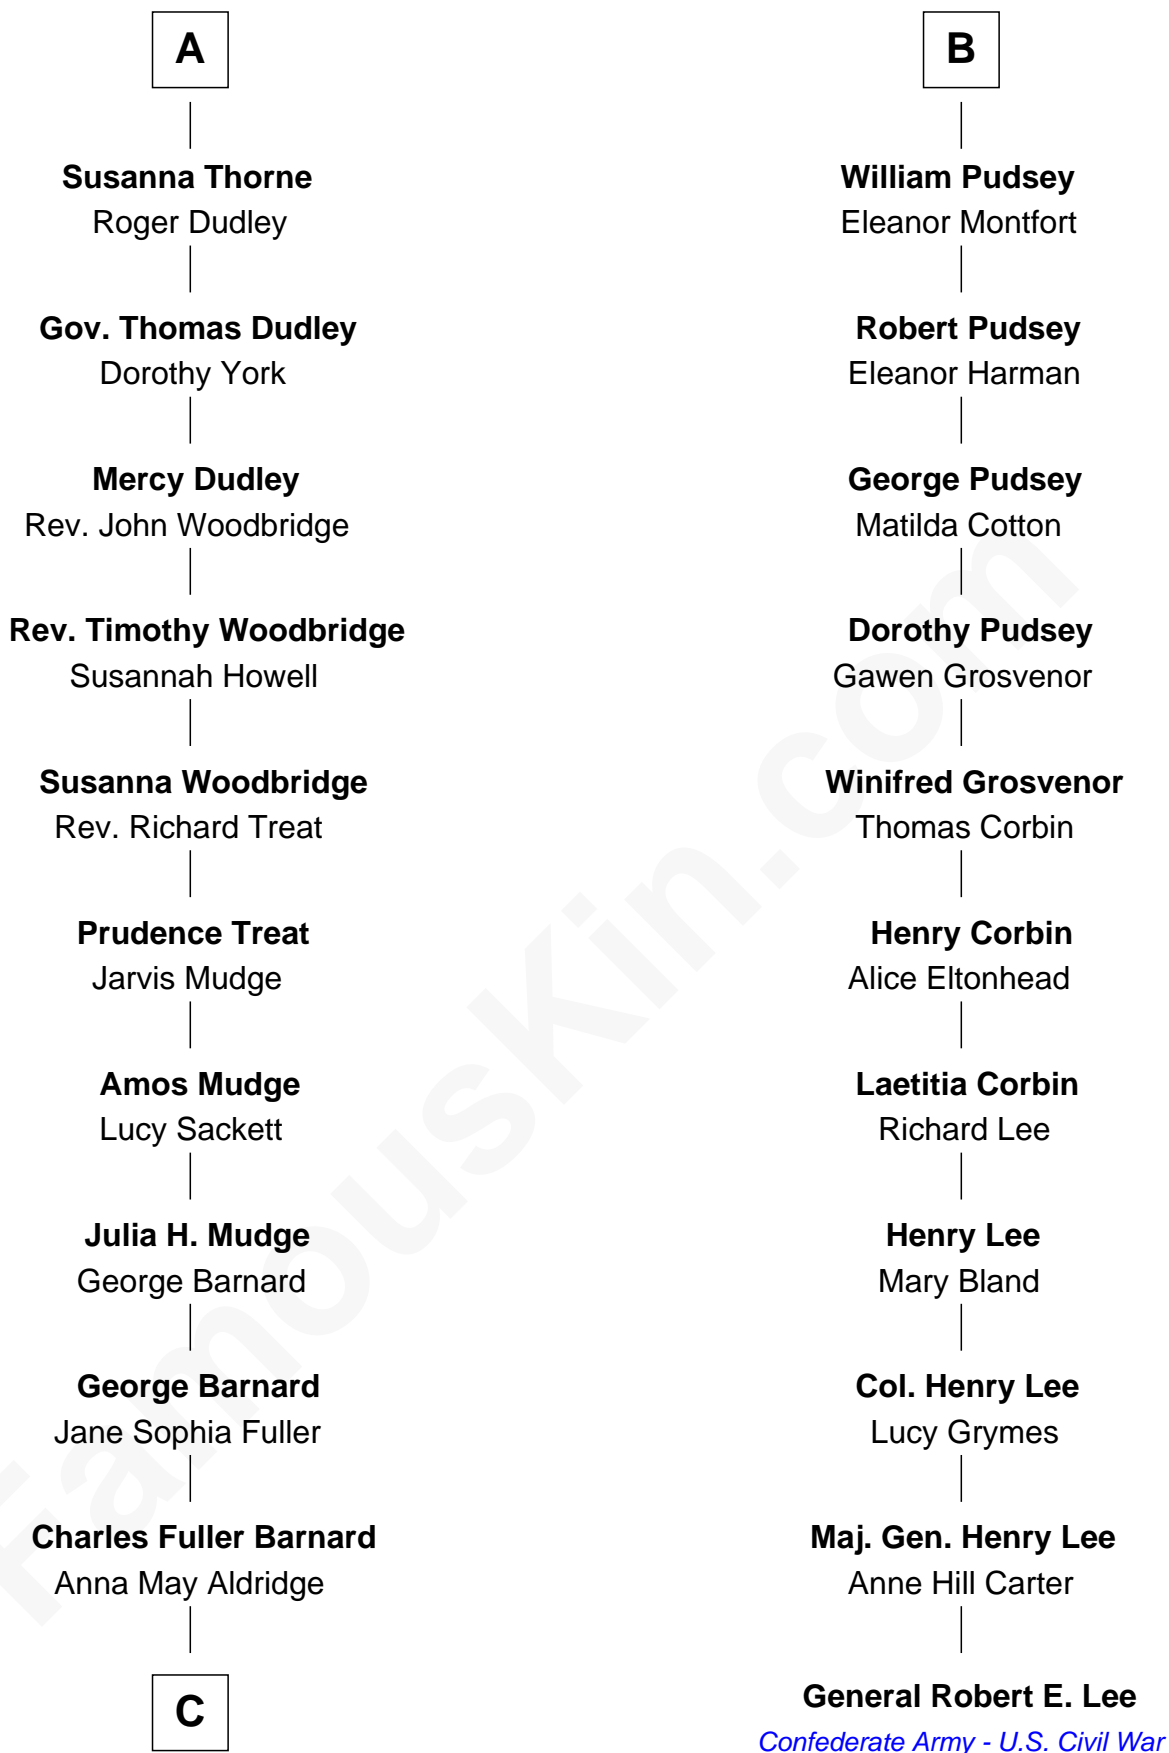 A
Susanna Thorne
Roger Dudley
Gov. Thomas Dudley
Dorothy York
Mercy Dudley
Rev. John Woodbridge
Rev. Timothy Woodbridge
Susannah Howell
Susanna Woodbridge
Rev. Richard Treat
Prudence Treat
Jarvis Mudge
Amos Mudge
Lucy Sackett
Julia H. Mudge
George Barnard
George Barnard
Jane Sophia Fuller
Charles Fuller Barnard
Anna May Aldridge
C
B
William Pudsey
Eleanor Montfort
Robert Pudsey
Eleanor Harman
George Pudsey
Matilda Cotton
Dorothy Pudsey
Gawen Grosvenor
Winifred Grosvenor
Thomas Corbin
Henry Corbin
Alice Eltonhead
Laetitia Corbin
Richard Lee
Henry Lee
Mary Bland
Col. Henry Lee
Lucy Grymes
Maj. Gen. Henry Lee
Anne Hill Carter
General Robert E. Lee
Confederate Army - U.S. Civil War
FamousKin.com